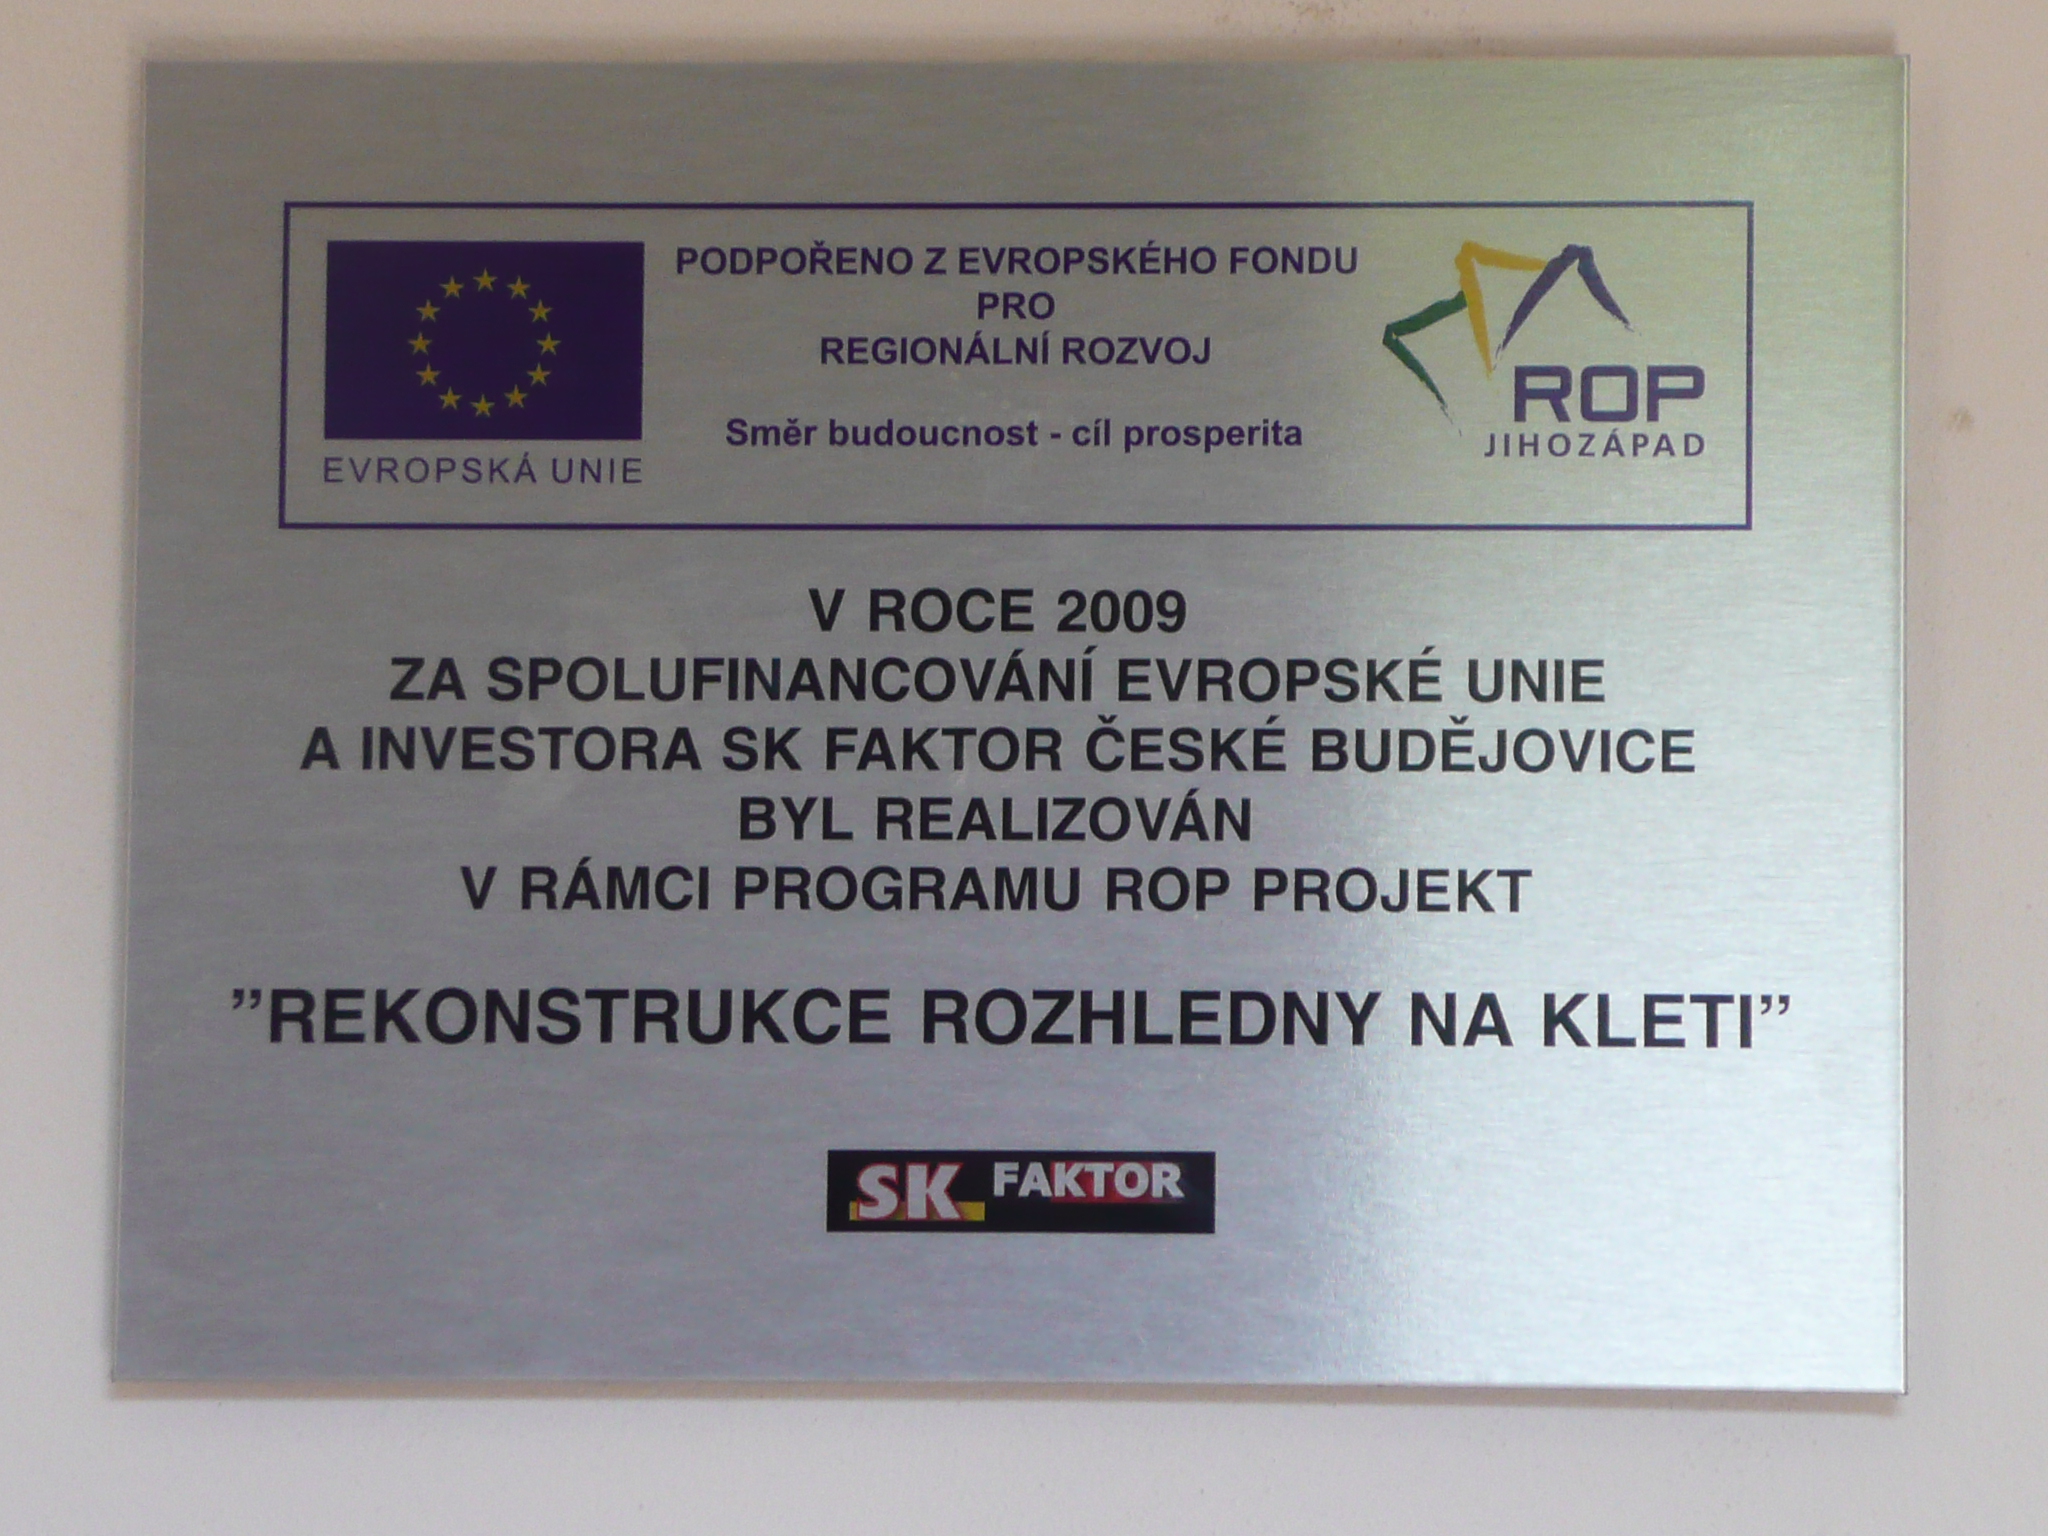 PODPOŘENO Z EVROPSKÉHO FONDU
PRO
REGIONÁLNÍ ROZVOJ
Směr budoucnost - cíl prosperita
EVROPSKÁ UNIE
ROP
JIHOZÁPAD
V ROCE 2009
ZA SPOLUFINANCOVÁNÍ EVROPSKÉ UNIE
A INVESTORA SK FAKTOR ČESKÉ BUDĚJOVICE
BYL REALIZOVÁN
V RÁMCI PROGRAMU ROP PROJEKT
”REKONSTRUKCE ROZHLEDNY NA KLETI”
SK FAKTOR